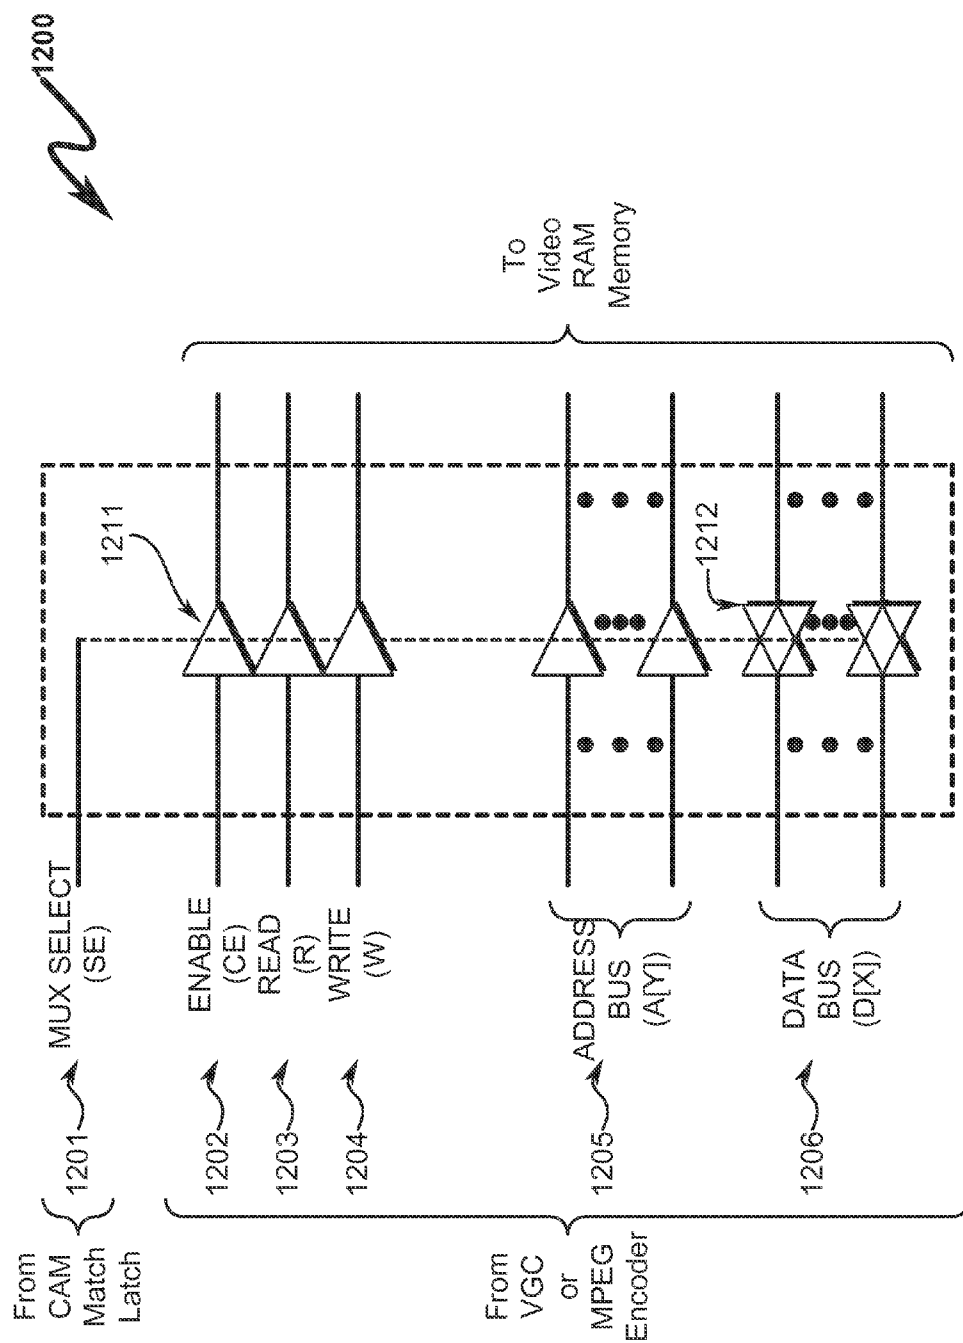 1200
From
CAM
Match
Latch
1201
MUX SELECT
(SE)
1211
From
VGC
or
MPEG
Encoder
1202
ENABLE
(CE)
1203
READ
(R)
1204
WRITE
(W)
To
Video
RAM
Memory
1205
ADDRESS
BUS
(A[Y])
1212
1206
DATA
BUS
(D[X])